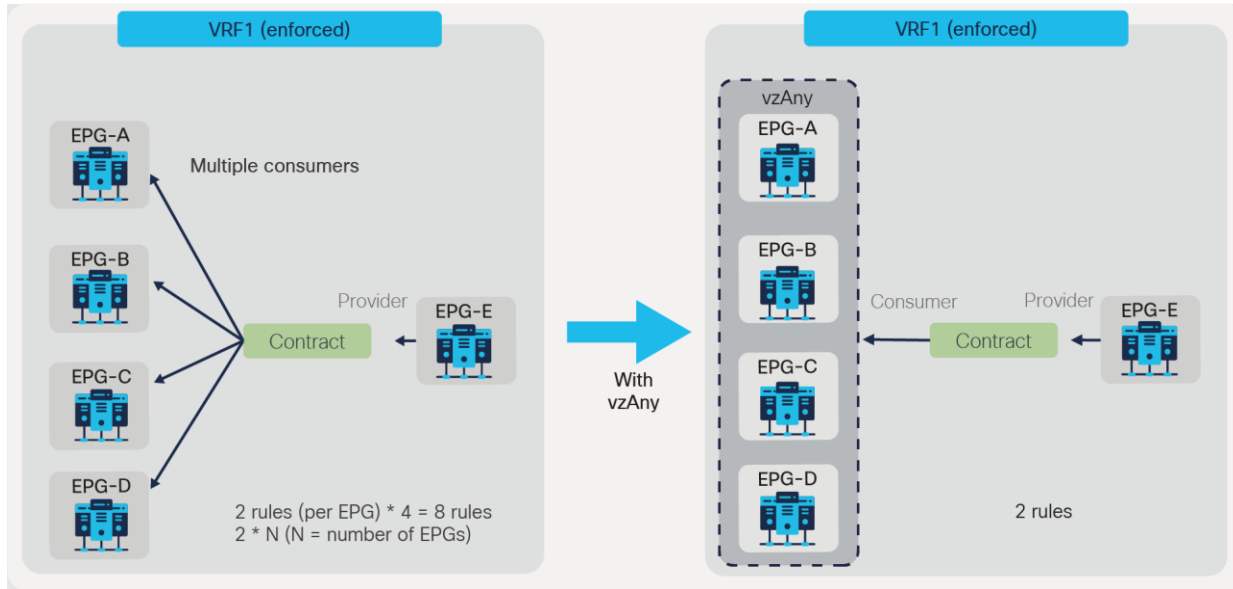 VRF1 (enforced)
EPG-A
Multiple consumers
EPG-B
Provider
EPG-E
Contract
EPG-C
EPG-D
2 rules (per EPG) * 4 = 8 rules
2 * N (N = number of EPGs)
With
vzAny
VRF1 (enforced)
vzAny
EPG-A
EPG-B
Consumer
Provider
EPG-E
Contract
EPG-C
EPG-D
2 rules